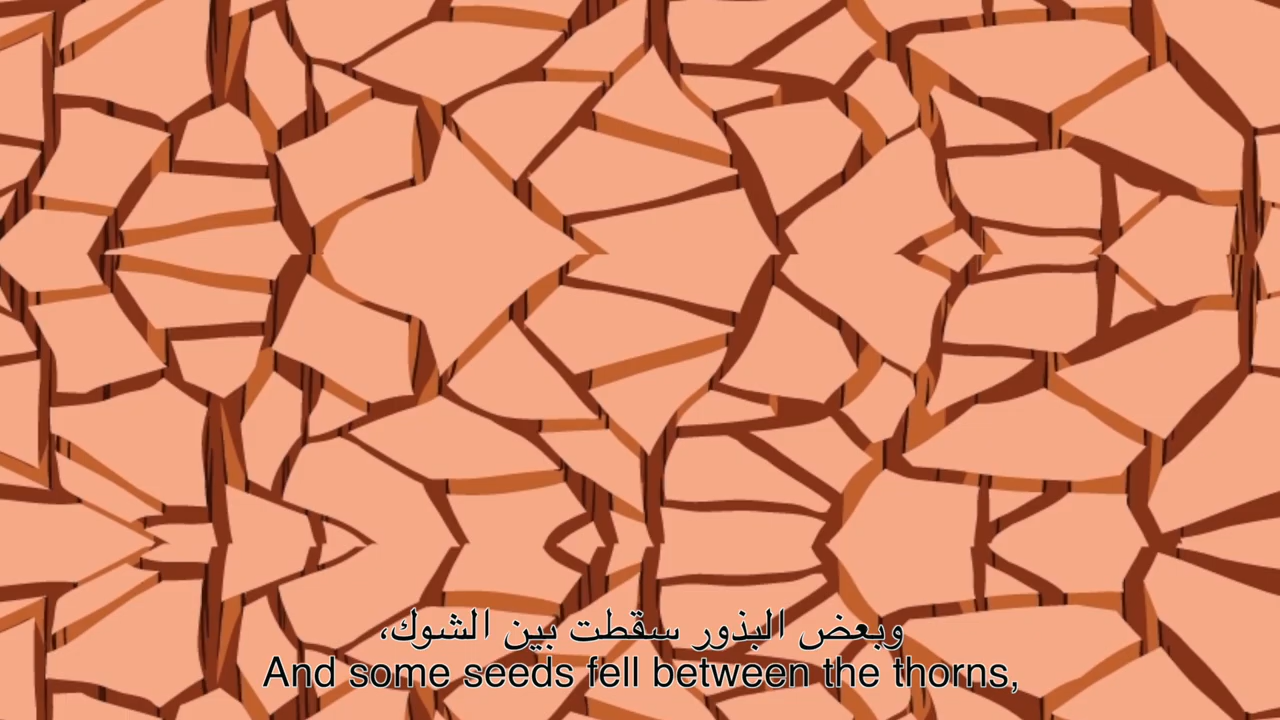 وبعض البذور سقطت بين الشوك،
And some seeds fell between the thorns,